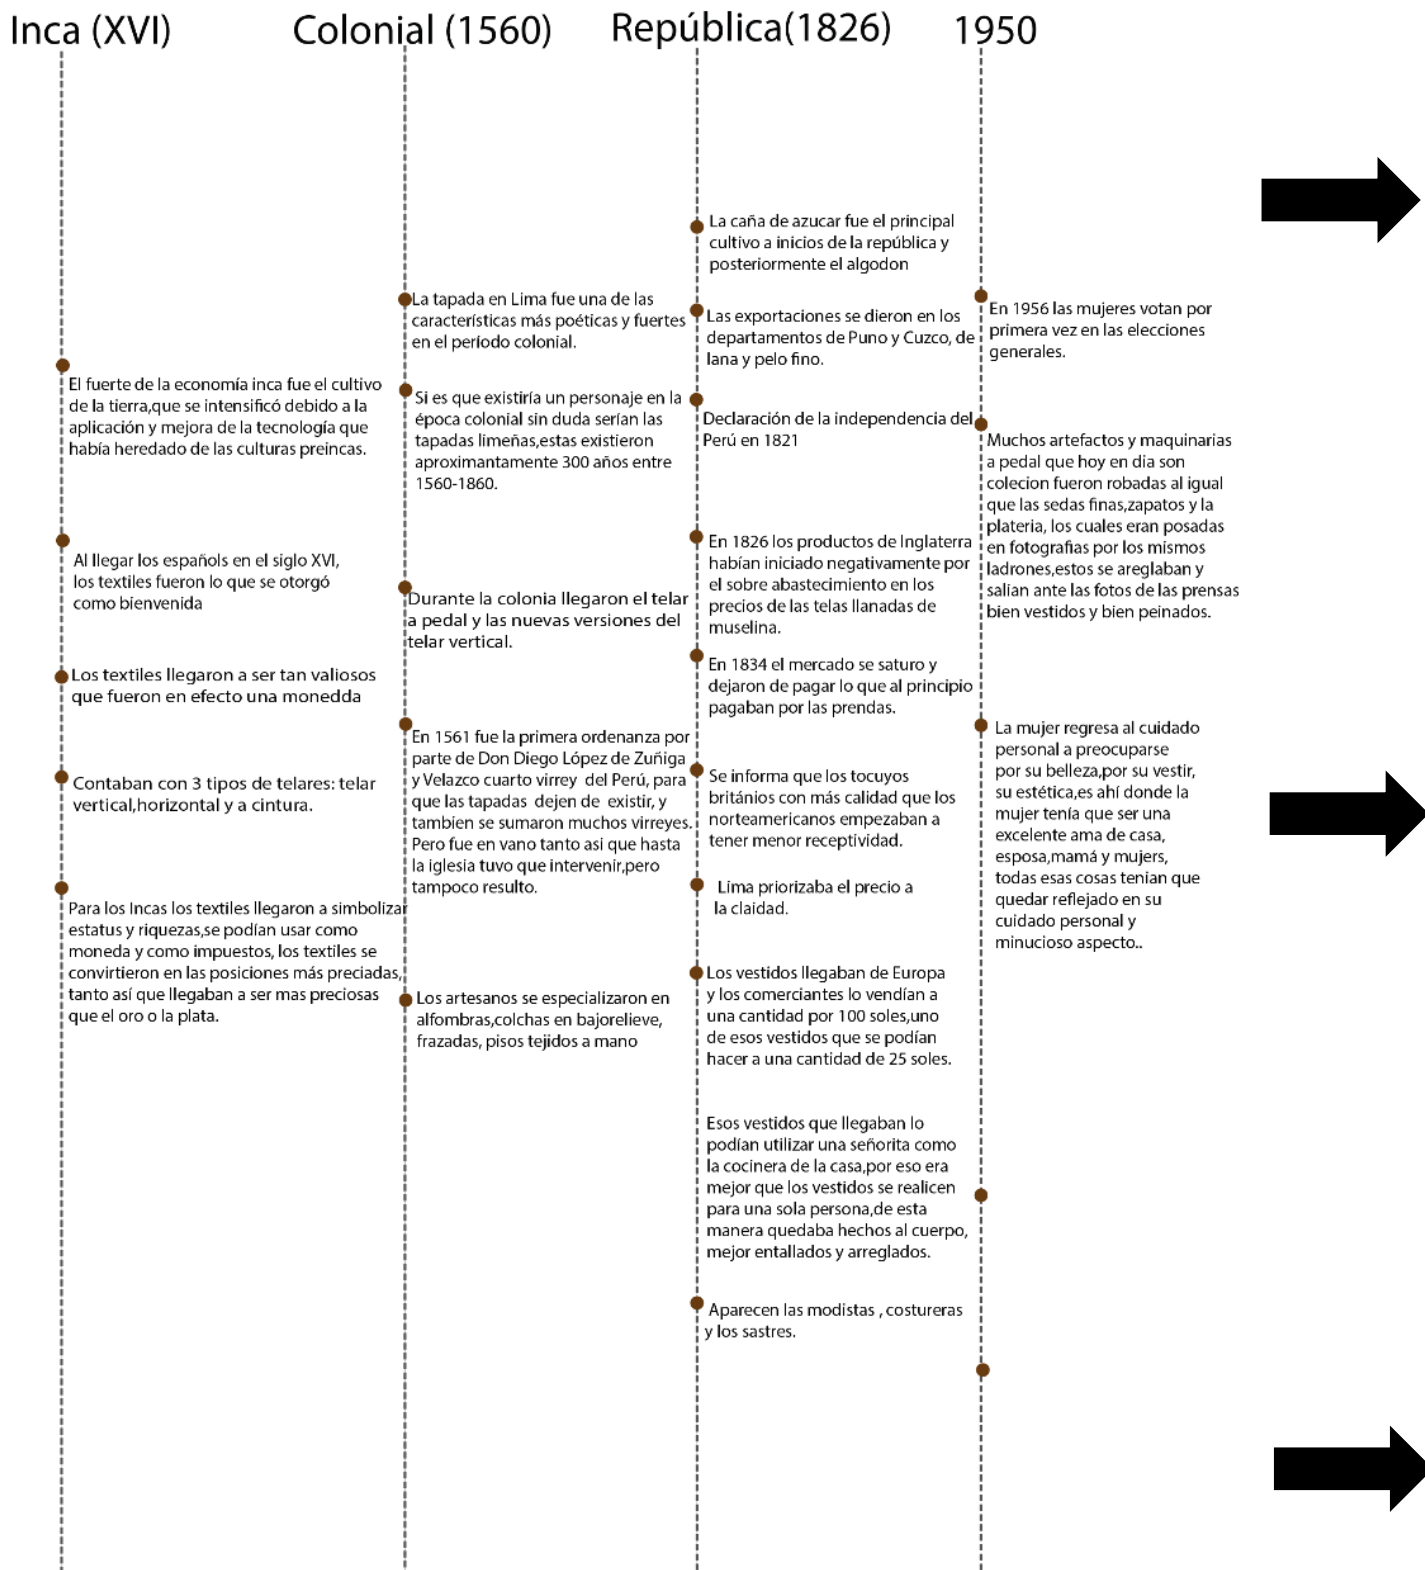 Inca (XVI)
Colonial (1560)
República(1826)
1950
El fuerte de la economía inca fue el cultivo
de la tierra,que se intensificó debido a la
aplicación y mejora de la tecnología que
había heredado de las culturas preincas.
Al llegar los españols en el siglo XVI,
los textiles fueron lo que se otorgó
como bienvenida
Los textiles llegaron a ser tan valiosos
que fueron en efecto una monedda
Contaban con 3 tipos de telares: telar
vertical,horizontal y a cintura.
Para los Incas los textiles llegaron a simbolizar
estatus y riquezas,se podían usar como
moneda y como impuestos, los textiles se
convirtieron en las posiciones más preciadas,
tanto así que llegaban a ser mas preciosas
que el oro o la plata.
La tapada en Lima fue una de las
características más poéticas y fuertes
en el período colonial.
Si es que existiría un personaje en la
época colonial sin duda serían las
tapadas limeñas,estas existieron
aproximantamente 300 años entre
1560-1860.
Durante la colonia llegaron el telar
a pedal y las nuevas versiones del
telar vertical.
En 1561 fue la primera ordenanza por
parte de Don Diego López de Zuñiga
y Velazco cuarto virrey del Perú, para
que las tapadas dejen de existir, y
tambien se sumaron muchos virreyes.
Pero fue en vano tanto asi que hasta
la iglesia tuvo que intervenir,pero
tampoco resulto.
Los artesanos se especializaron en
alfombras,colchas en bajorelieve,
frazadas, pisos tejidos a mano
La caña de azucar fue el principal
cultivo a inicios de la república y
posteriormente el algodon
Las exportaciones se dieron en los
departamentos de Puno y Cuzco, de
lana y pelo fino.
Declaración de la independencia del
Perú en 1821
En 1826 los productos de Inglaterra
habían iniciado negativamente por
el sobre abastecimiento en los
precios de las telas llanadas de
muselina.
En 1834 el mercado se saturo y
dejaron de pagar lo que al principio
pagaban por las prendas.
Se informa que los tocuyos
británios con más calidad que los
norteamericanos empezaban a
tener menor receptividad.
Lima priorizaba el precio a
la claidad.
Los vestidos llegaban de Europa
y los comerciantes lo vendían a
una cantidad por 100 soles,uno
de esos vestidos que se podían
hacer a una cantidad de 25 soles.
Esos vestidos que llegaban lo
podían utilizar una señorita como
la cocinera de la casa,por eso era
mejor que los vestidos se realicen
para una sola persona,de esta
manera quedaba hechos al cuerpo,
mejor entallados y arreglados.
Aparecen las modistas , costureras
y los sastres.
En 1956 las mujeres votan por
primera vez en las elecciones
generales.
Muchos artefactos y maquinarias
a pedal que hoy en dia son
colecion fueron robadas al igual
que las sedas finas,zapatos y la
plateria, los cuales eran posadas
en fotografias por los mismos
ladrones,estos se areglaban y
salian ante las fotos de las prensas
bien vestidos y bien peinados.
La mujer regresa al cuidado
personal a preocuparse
por su belleza,por su vestir,
su estética,es ahí donde la
mujer tenía que ser una
excelente ama de casa,
esposa,mamá y mujers,
todas esas cosas tenian que
quedar reflejado en su
cuidado personal y
minucioso aspecto..